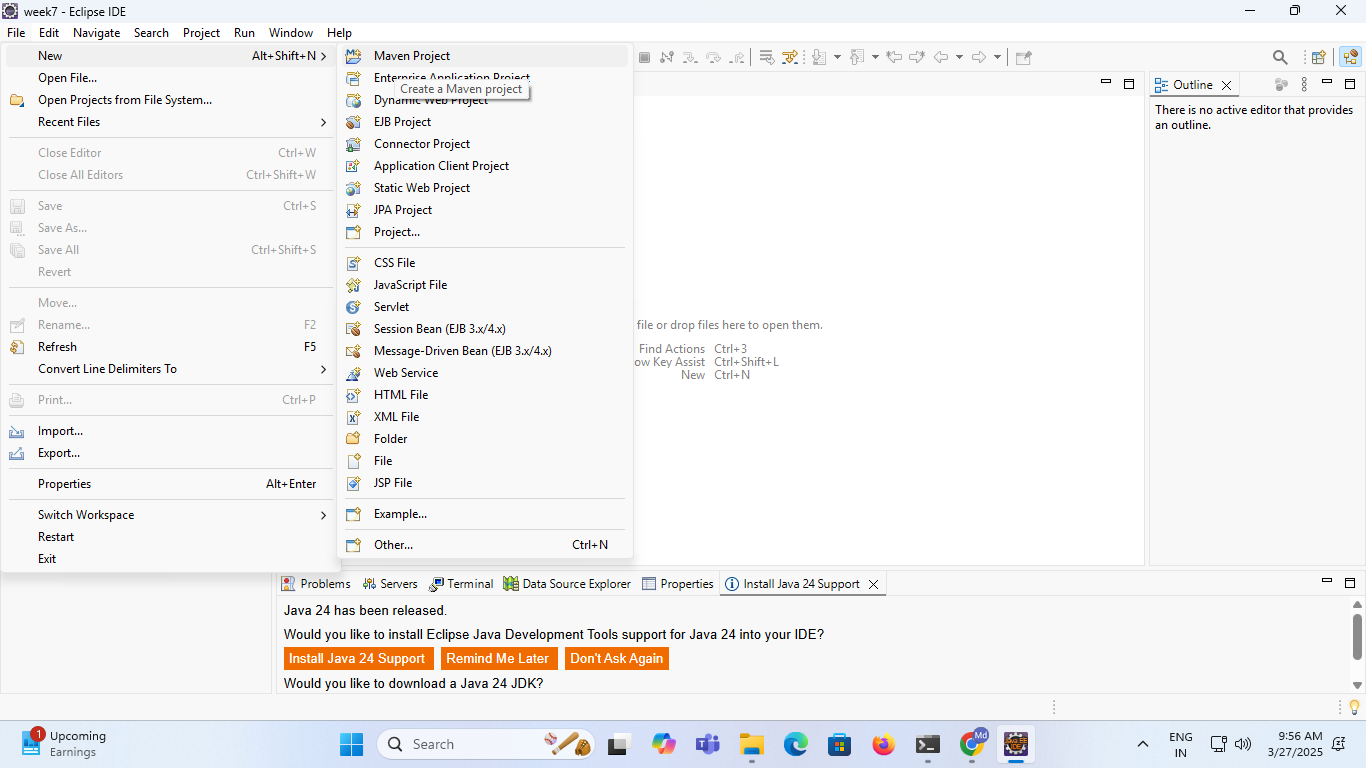 week7 - Eclipse IDE
File Edit Navigate Search Project Run Window Help
New Alt+Shift+N
Open File...
Open Projects from File System...
Recent Files
Close Editor Ctrl+W
Close All Editors Ctrl+Shift+W
Save Ctrl+S
Save As...
Save All Ctrl+Shift+S
Revert
Move...
Rename... F2
Refresh F5
Convert Line Delimiters To
Print... Ctrl+P
Import...
Export...
Properties Alt+Enter
Switch Workspace
Restart
Exit
Maven Project
Enterprise Application Project
Create a Maven project
Dynamic Web Project
EJB Project
Connector Project
Application Client Project
Static Web Project
JPA Project
Project...
CSS File
JavaScript File
Servlet
Session Bean (EJB 3.x/4.x)
Message-Driven Bean (EJB 3.x/4.x)
Web Service
HTML File
XML File
Folder
File
JSP File
Example...
Other... Ctrl+N
file or drop files here to open them.
Find Actions Ctrl+3
ow Key Assist Ctrl+Shift+L
New Ctrl+N
Outline
There is no active editor that provides
an outline.
Problems Servers Terminal Data Source Explorer Properties Install Java 24 Support
Java 24 has been released.
Would you like to install Eclipse Java Development Tools support for Java 24 into your IDE?
Install Java 24 Support Remind Me Later Don't Ask Again
Would you like to download a Java 24 JDK?
1
Upcoming
Earnings
Search
Md
Java EE
IDE
ENG
IN
9:56 AM
3/27/2025